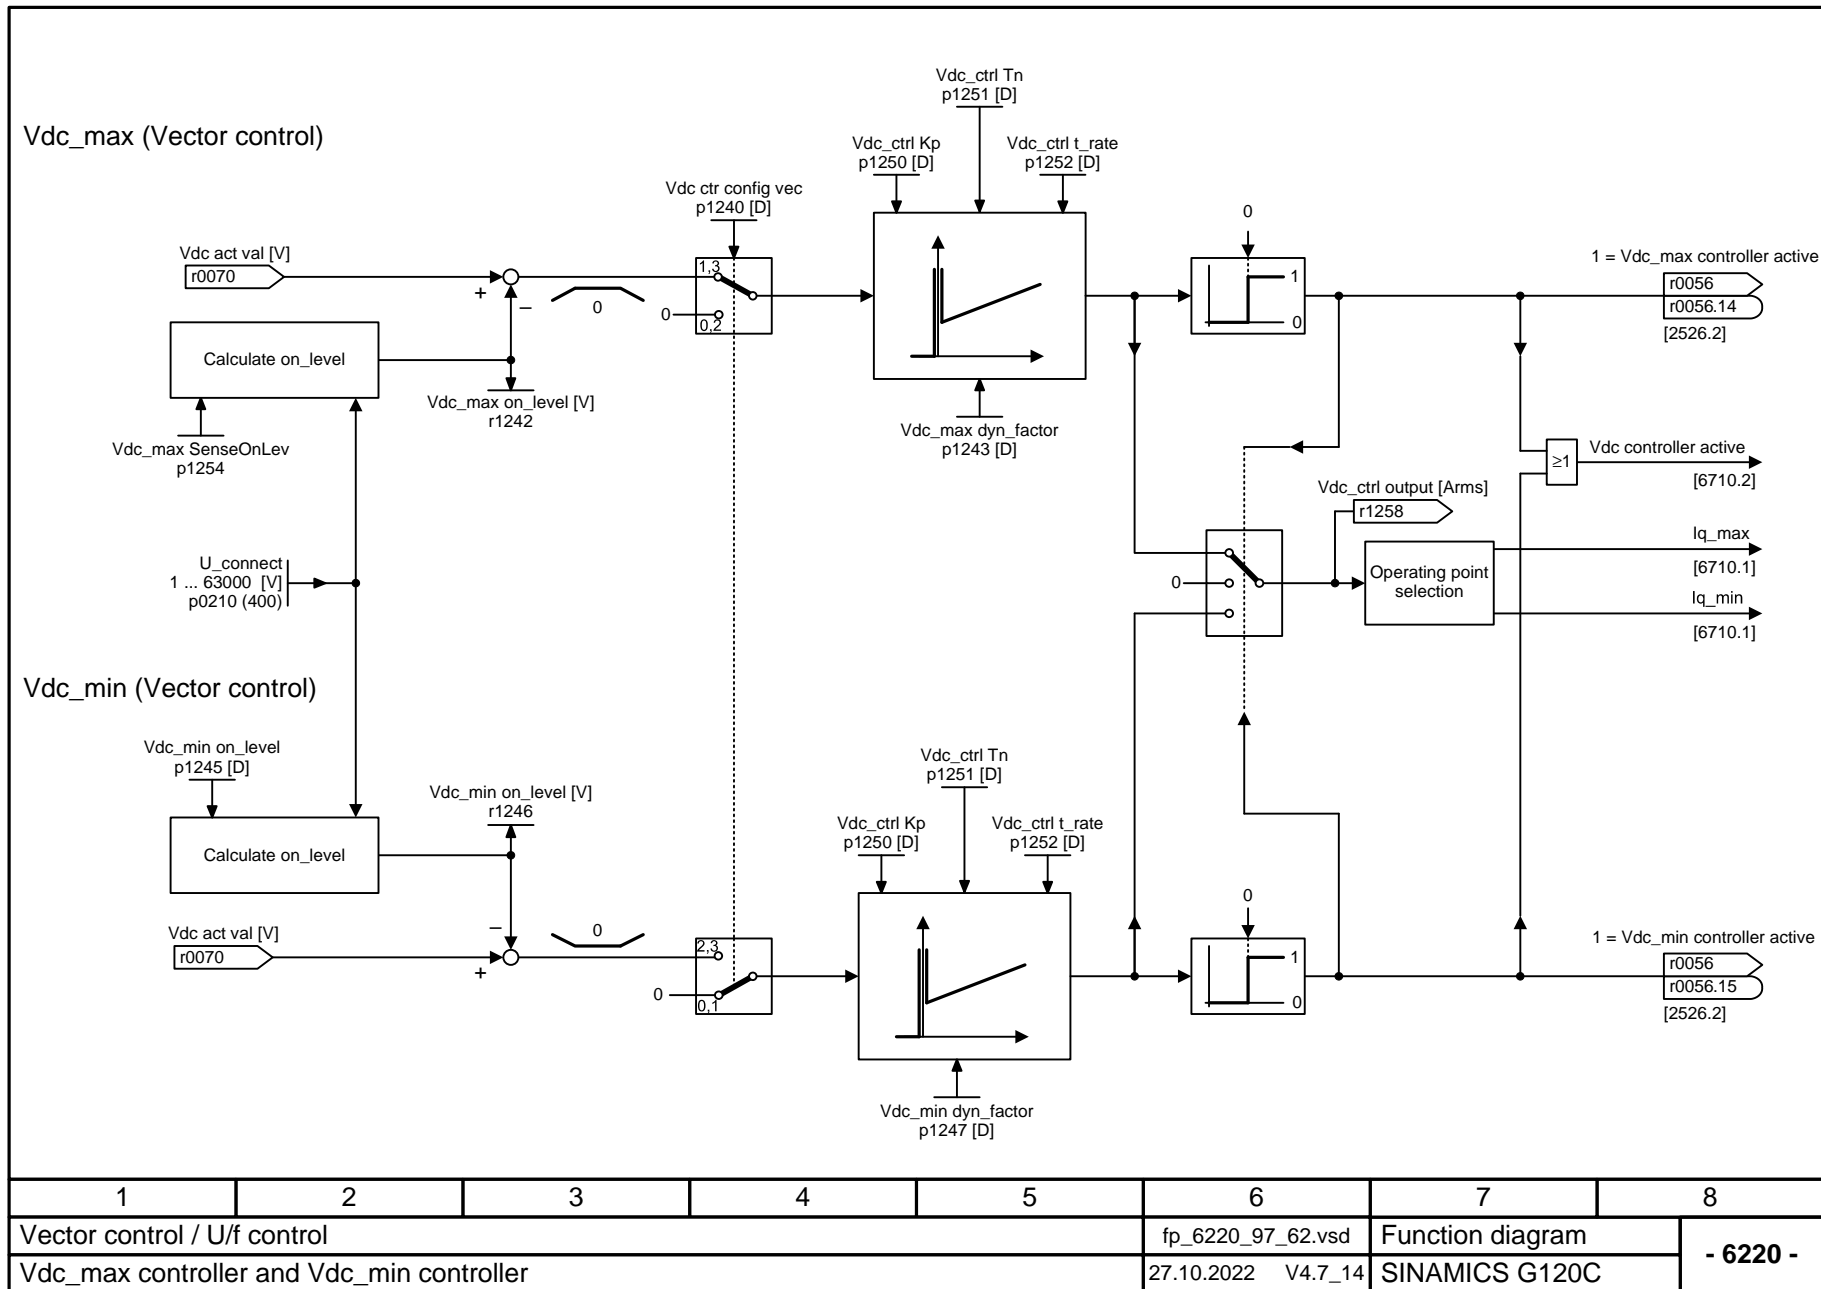 Vdc_max (Vector control)
Vdc_ctrl Tn
p1251 [D]
Vdc_ctrl Kp
p1250 [D]
Vdc_ctrl t_rate
p1252 [D]
Vdc ctr config vec
p1240 [D]
Vdc act val [V]
r0070
+
–
0
1,3
0
0,2
0
1
0
1 = Vdc_max controller active
r0056
r0056.14
[2526.2]
Calculate on_level
Vdc_max on_level [V]
r1242
Vdc_max SenseOnLev
p1254
Vdc_max dyn_factor
p1243 [D]
≥1
Vdc controller active
[6710.2]
Vdc_ctrl output [Arms]
r1258
U_connect
1 ... 63000 [V]
p0210 (400)
0
Operating point
selection
Iq_max
[6710.1]
Iq_min
[6710.1]
Vdc_min (Vector control)
Vdc_min on_level
p1245 [D]
Vdc_min on_level [V]
r1246
Calculate on_level
Vdc_ctrl Tn
p1251 [D]
Vdc_ctrl Kp
p1250 [D]
Vdc_ctrl t_rate
p1252 [D]
Vdc act val [V]
r0070
+
–
0
2,3
0
0,1
0
1
0
1 = Vdc_min controller active
r0056
r0056.15
[2526.2]
Vdc_min dyn_factor
p1247 [D]
1 2 3 4 5 6 7 8
Vector control / U/f control
fp_6220_97_62.vsd
Function diagram
- 6220 -
Vdc_max controller and Vdc_min controller
27.10.2022 V4.7_14
SINAMICS G120C